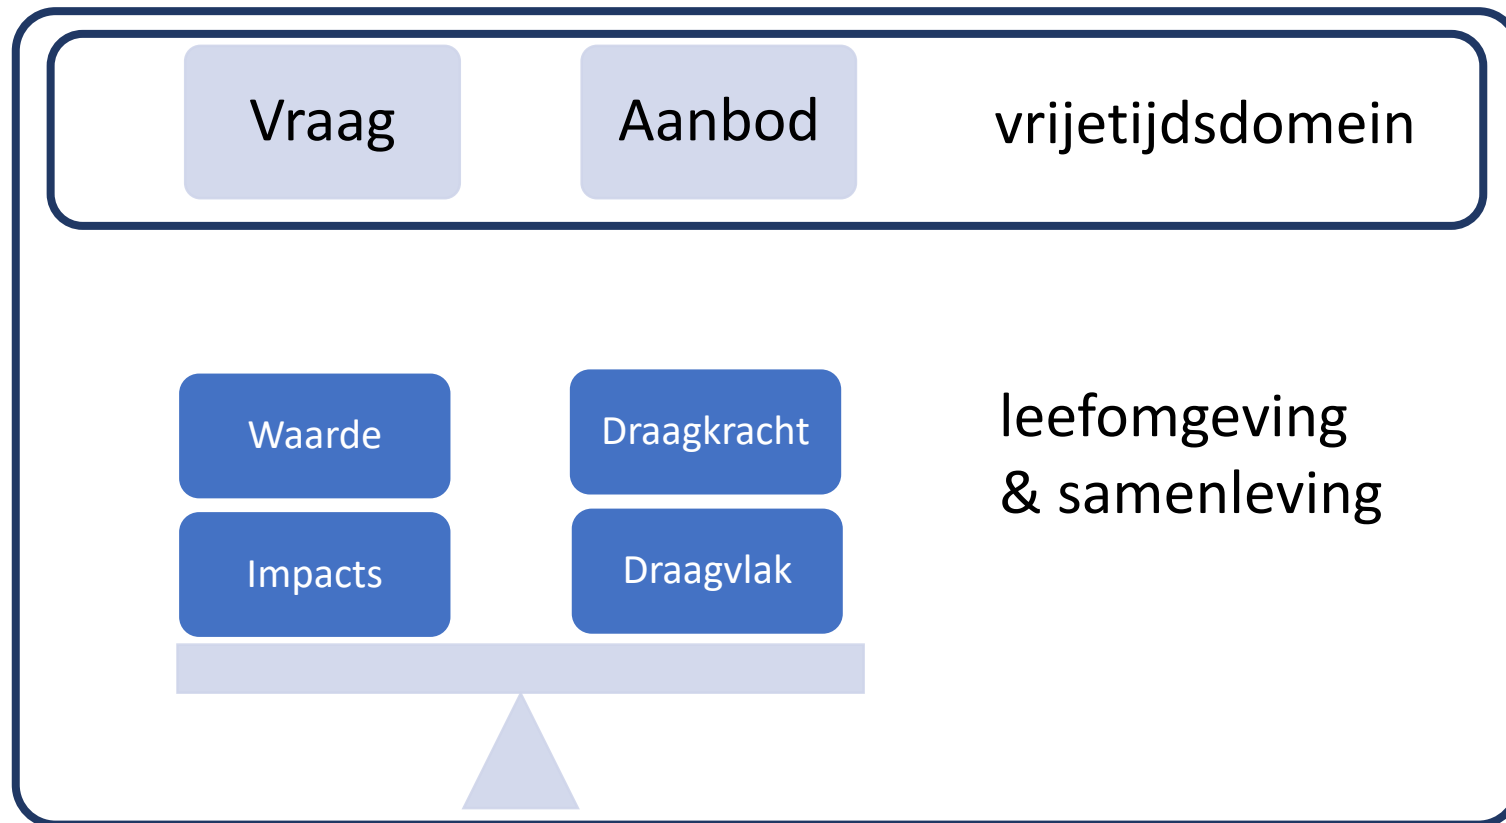 Vraag
Aanbod
vrijetijdsdomein
Waarde
Draagkracht
Impacts
Draagvlak
leefomgeving
& samenleving